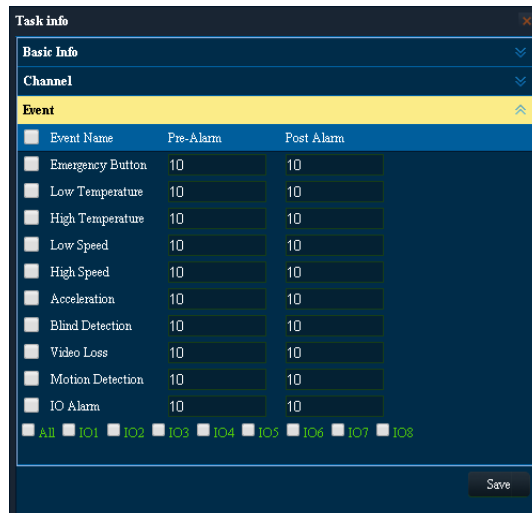 Task info
Basic Info
Channel
Event
Event Name Pre-Alarm Post Alarm
Emergency Button 10 10
Low Temperature 10 10
High Temperature 10 10
Low Speed 10 10
High Speed 10 10
Acceleration 10 10
Blind Detection 10 10
Video Loss 10 10
Motion Detection 10 10
IO Alarm 10 10
All IO1 IO2 IO3 IO4 IO5 IO6 IO7 IO8
Save